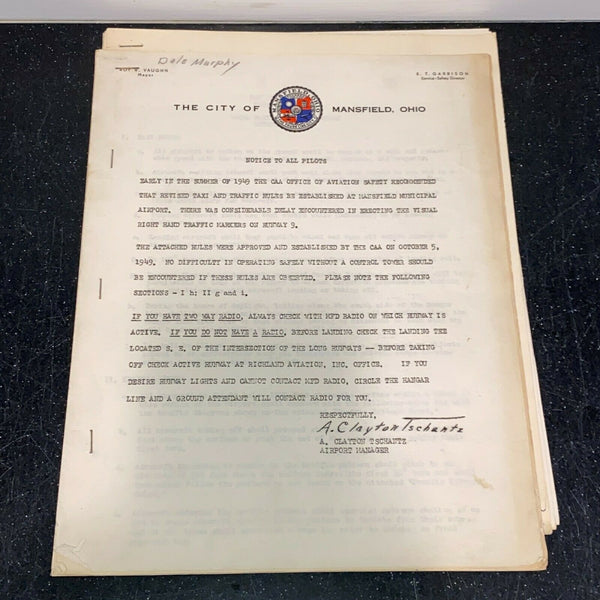 Dale Murphy
VAUGHN
Mayor
E. T. GARRISON
Service-Safety Director
THE CITY OF MANSFIELD, OHIO
MANSFIELD, OHIO
NOTICE TO ALL PILOTS
EARLY IN THE SUMMER OF 1949 THE CAA OFFICE OF AVIATION SAFETY RECOMMENDED
THAT REVISED TAXI AND TRAFFIC RULES BE ESTABLISHED AT MANSFIELD MUNICIPAL
AIRPORT. THERE WAS CONSIDERABLE DELAY ENCOUNTERED IN ERECTING THE VISUAL
RIGHT HAND TRAFFIC MARKERS ON RUNWAY 9.
THE ATTACHED RULES WERE APPROVED AND ESTABLISHED BY THE CAA ON OCTOBER 5,
1949. NO DIFFICULTY IN OPERATING SAFELY WITHOUT A CONTROL TOWER SHOULD
BE ENCOUNTERED IF THESE RULES ARE OBSERVED. PLEASE NOTE THE FOLLOWING
SECTIONS - I h; II g and i.
IF YOU HAVE TWO WAY RADIO, ALWAYS CHECK WITH MFD RADIO ON WHICH RUNWAY IS
ACTIVE. IF YOU DO NOT HAVE A RADIO, BEFORE LANDING CHECK THE LANDING TEE
LOCATED S. E. OF THE INTERSECTION OF THE LONG RUNWAYS -- BEFORE TAKING
OFF CHECK ACTIVE RUNWAY AT RICHLAND AVIATION, INC. OFFICE. IF YOU
DESIRE RUNWAY LIGHTS AND CANNOT CONTACT MFD RADIO, CIRCLE THE HANGAR
LINE AND A GROUND ATTENDANT WILL CONTACT RADIO FOR YOU.
RESPECTFULLY,
A. Clayton Tschantz
A. CLAYTON TSCHANTZ
AIRPORT MANAGER